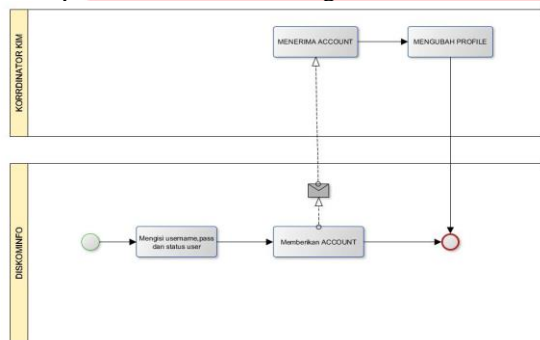 KORRDINATOR KIM
MENERIMA ACCOUNT
MENGUBAH PROFILE
DISKOMINFO
Mengisi username,pass
dan status user
Memberikan ACCOUNT